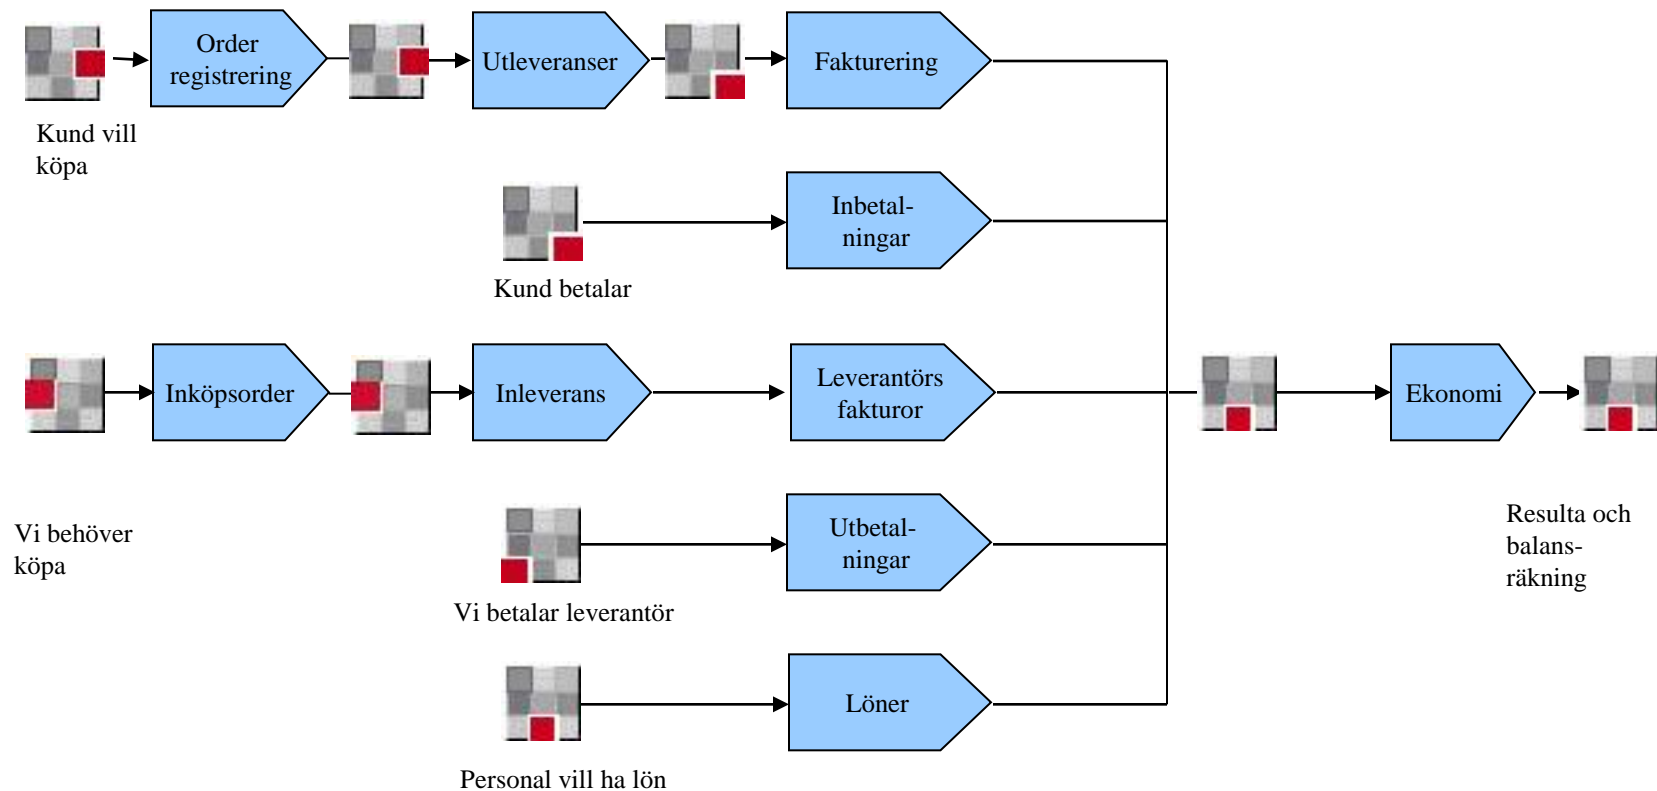 Order
registrering
Utleveranser
Fakturering
Kund vill
köpa
Inbetal-
ningar
Kund betalar
Inköpsorder
Inleverans
Leverantörs
fakturor
Ekonomi
Vi behöver
köpa
Utbetal-
ningar
Resulta och
balans-
räkning
Vi betalar leverantör
Löner
Personal vill ha lön